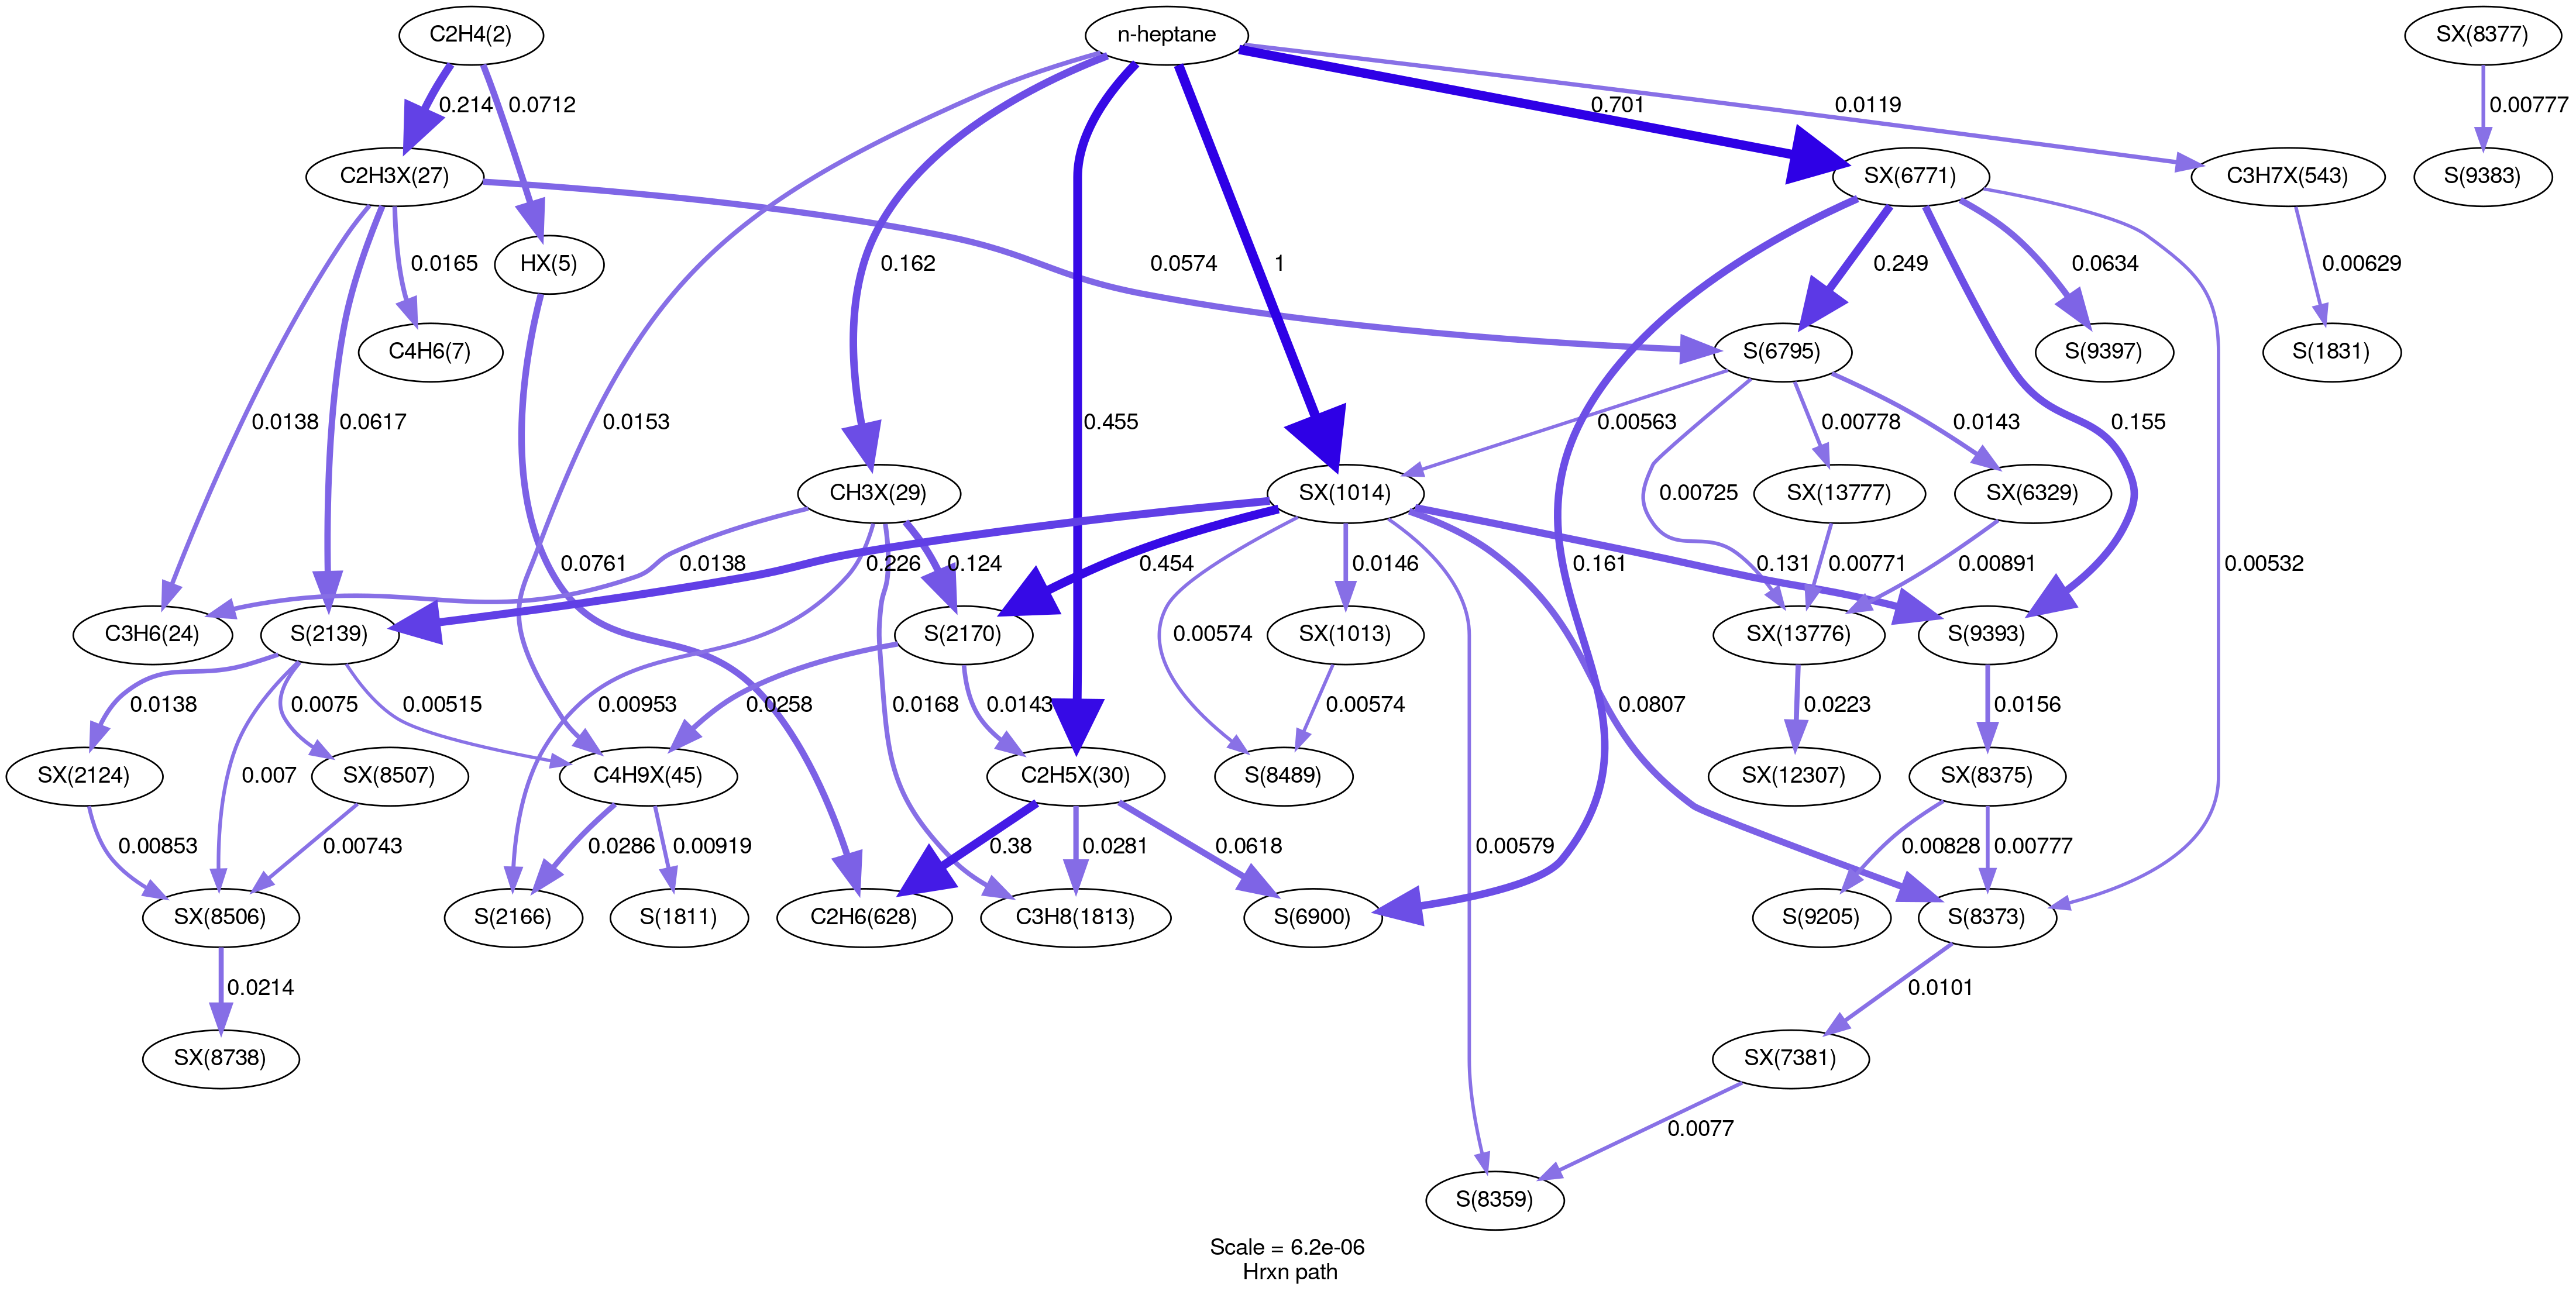 C2H4(2)
n-heptane
SX(8377)
0.214
0.0712
0.701
0.0119
0.00777
C2H3X(27)
SX(6771)
C3H7X(543)
S(9383)
HX(5)
0.0165
0.162
1
0.0574
0.249
0.0634
0.00629
C4H6(7)
S(6795)
S(9397)
S(1831)
0.0138
0.0617
0.0153
0.455
0.00563
0.00778
0.0143
0.155
CH3X(29)
SX(1014)
0.00725
SX(13777)
SX(6329)
0.0761
0.0138
0.226
0.124
0.454
0.0146
0.161
0.131
0.00771
0.00891
0.00532
C3H6(24)
S(2139)
S(2170)
0.00574
SX(1013)
SX(13776)
S(9393)
0.0138
0.0075
0.00515
0.00953
0.0258
0.0168
0.0143
0.00574
0.0807
0.0223
0.0156
SX(2124)
0.007
SX(8507)
C4H9X(45)
C2H5X(30)
S(8489)
SX(12307)
SX(8375)
0.00853
0.00743
0.0286
0.00919
0.38
0.0281
0.0618
0.00579
0.00828
0.00777
SX(8506)
S(2166)
S(1811)
C2H6(628)
C3H8(1813)
S(6900)
S(9205)
S(8373)
0.0214
0.0101
SX(8738)
SX(7381)
0.0077
S(8359)
Scale = 6.2e-06
Hrxn path